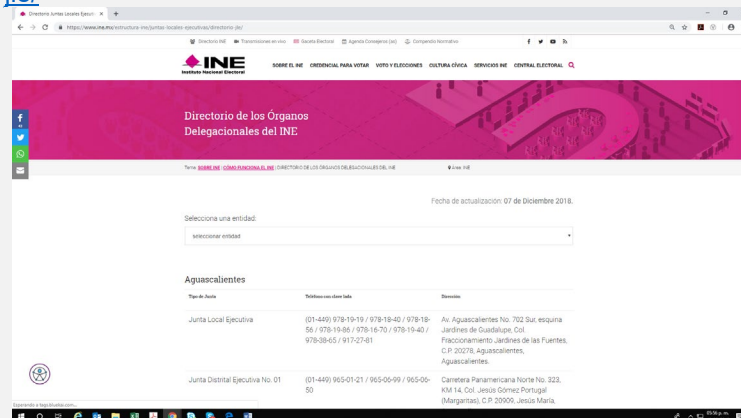 Directorio Juntas Locales Ejecuti
https://www.ine.mx/estructura-ine/juntas-locales-ejecutivas/directorio-jle/
Directorio INE Transmisiones en vivo Gaceta Electoral Agenda Consejeros (as) Compendio Normativo
INE
Instituto Nacional Electoral
SOBRE EL INE CREDENCIAL PARA VOTAR VOTO Y ELECCIONES CULTURA CÍVICA SERVICIOS INE CENTRAL ELECTORAL
Directorio de los Órganos
Delegacionales del INE
Tema: SOBRE INE | CÓMO FUNCIONA EL INE | DIRECTORIO DE LOS ÓRGANOS DELEGACIONALES DEL INE
Área: INE
Fecha de actualización: 07 de Diciembre 2018.
Selecciona una entidad:
seleccionar entidad
Aguascalientes
Tipo de Junta Teléfono con clave lada Dirección
Junta Local Ejecutiva
(01-449) 978-19-19 / 978-18-40 / 978-18-
56 / 978-19-86 / 978-16-70 / 978-19-40 /
978-38-65 / 917-27-81
Av. Aguascalientes No. 702 Sur, esquina
Jardines de Guadalupe, Col.
Fraccionamiento Jardines de las Fuentes,
C.P. 20278, Aguascalientes,
Aguascalientes.
Junta Distrital Ejecutiva No. 01
(01-449) 965-01-21 / 965-06-99 / 965-06-
50
Carretera Panamericana Norte No. 323,
KM 14, Col. Jesús Gómez Portugal
(Margaritas), C.P. 20909, Jesús María,
05:56 p. m.